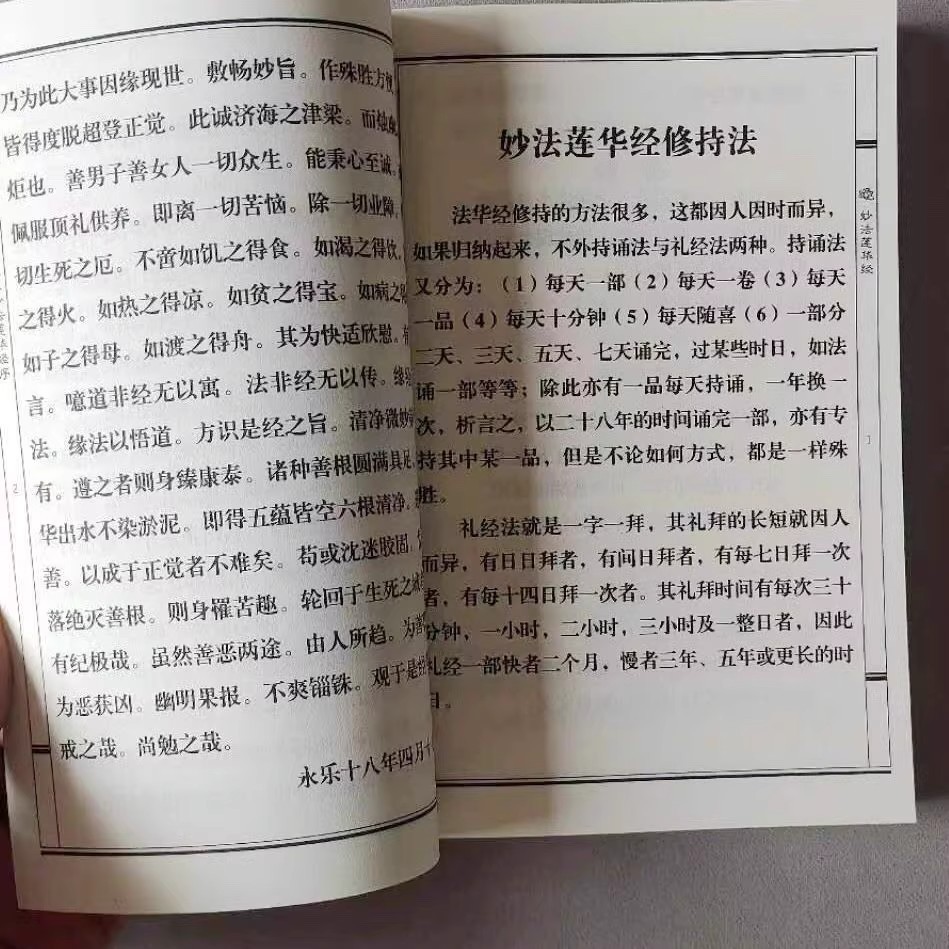 乃为此大事因缘现世。敷畅妙旨。作殊胜方
皆得度脱超登正觉。此诚济海之津梁。而烛
炬也。善男子善女人一切众生。能秉心至诚。
佩服顶礼供养。即离一切苦恼。除一切业障。
切生死之厄。不啻如饥之得食。如渴之得饮。
之得火。如热之得凉。如贫之得宝。如病之
如子之得母。如渡之得舟。其为快适欣慰。
言。噫道非经无以寓。法非经无以传。缘
法。缘法以悟道。方识是经之旨。清净微妙
有。遵之者则身臻康泰。诸种善根圆满具足。
华出水不染淤泥。即得五蕴皆空六根清净。
善。以成于正觉者不难矣。苟或沈迷胶固。
落绝灭善根。则身罹苦趣。轮回于生死之
有纪极哉。虽然善恶两途。由人所趋。为善
为恶获凶。幽明果报。不爽锱铢。观于是
戒之哉。尚勉之哉。
永乐十八年四月十
2
妙法莲华经修持法
法华经修持的方法很多，这都因人因时而异，
如果归纳起来，不外持诵法与礼经法两种。持诵法
又分为：（1）每天一部（2）每天一卷（3）每天
一品（4）每天十分钟（5）每天随喜（6）一部分
二天、三天、五天、七天诵完，过某些时日，如法
诵一部等等；除此亦有一品每天持诵，一年换一
次，析言之，以二十八年的时间诵完一部，亦有专
持其中某一品，但是不论如何方式，都是一样殊
胜。
礼经法就是一字一拜，其礼拜的长短就因人
而异，有日日拜者，有间日拜者，有每七日拜一次
者，有每十四日拜一次者。其礼拜时间有每次三十
分钟，一小时，二小时，三小时及一整日者，因此
礼经一部快者二个月，慢者三年、五年或更长的时
日。
妙法莲华经
1